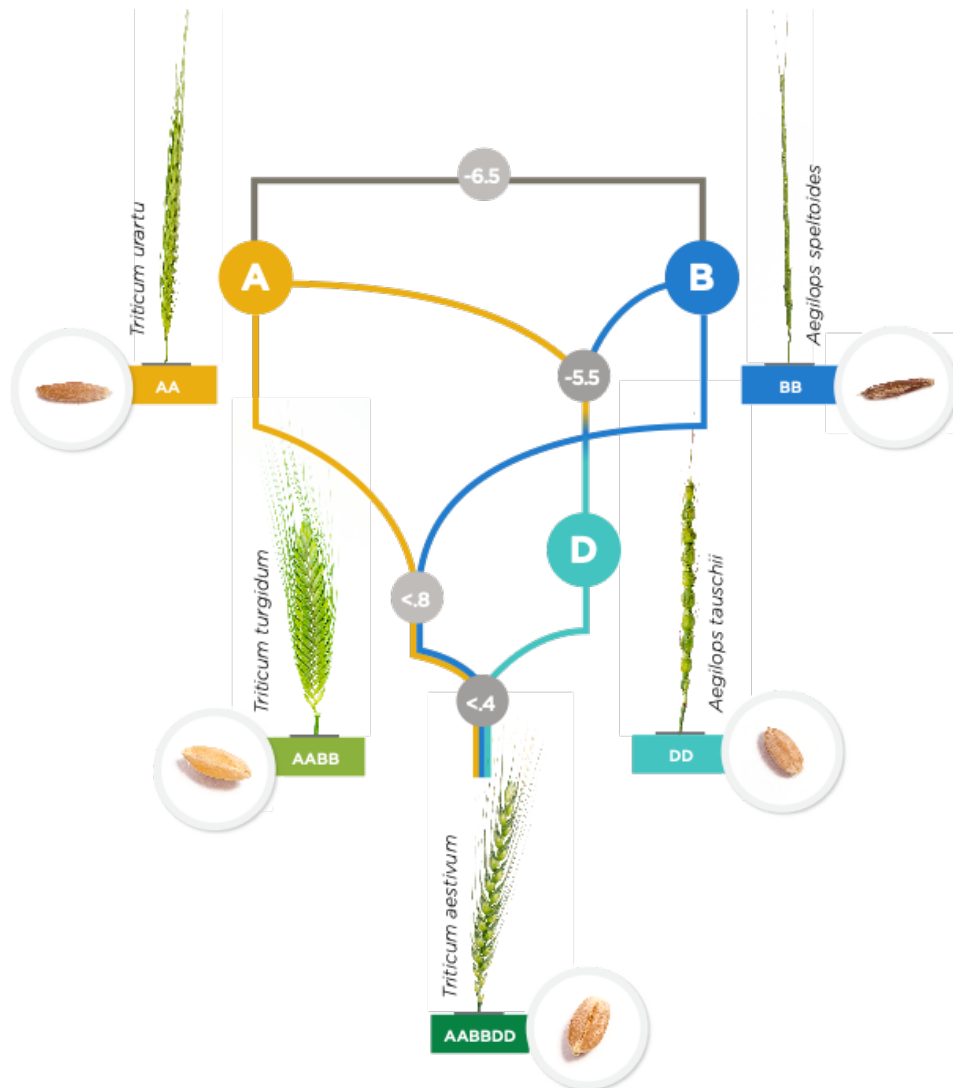 -6.5
Triticum urartu
Aegilops speltoides
A
B
-5.5
AA
BB
D
<.8
Triticum turgidum
Aegilops tauschii
<.4
AABB
DD
Triticum aestivum
AABBDD